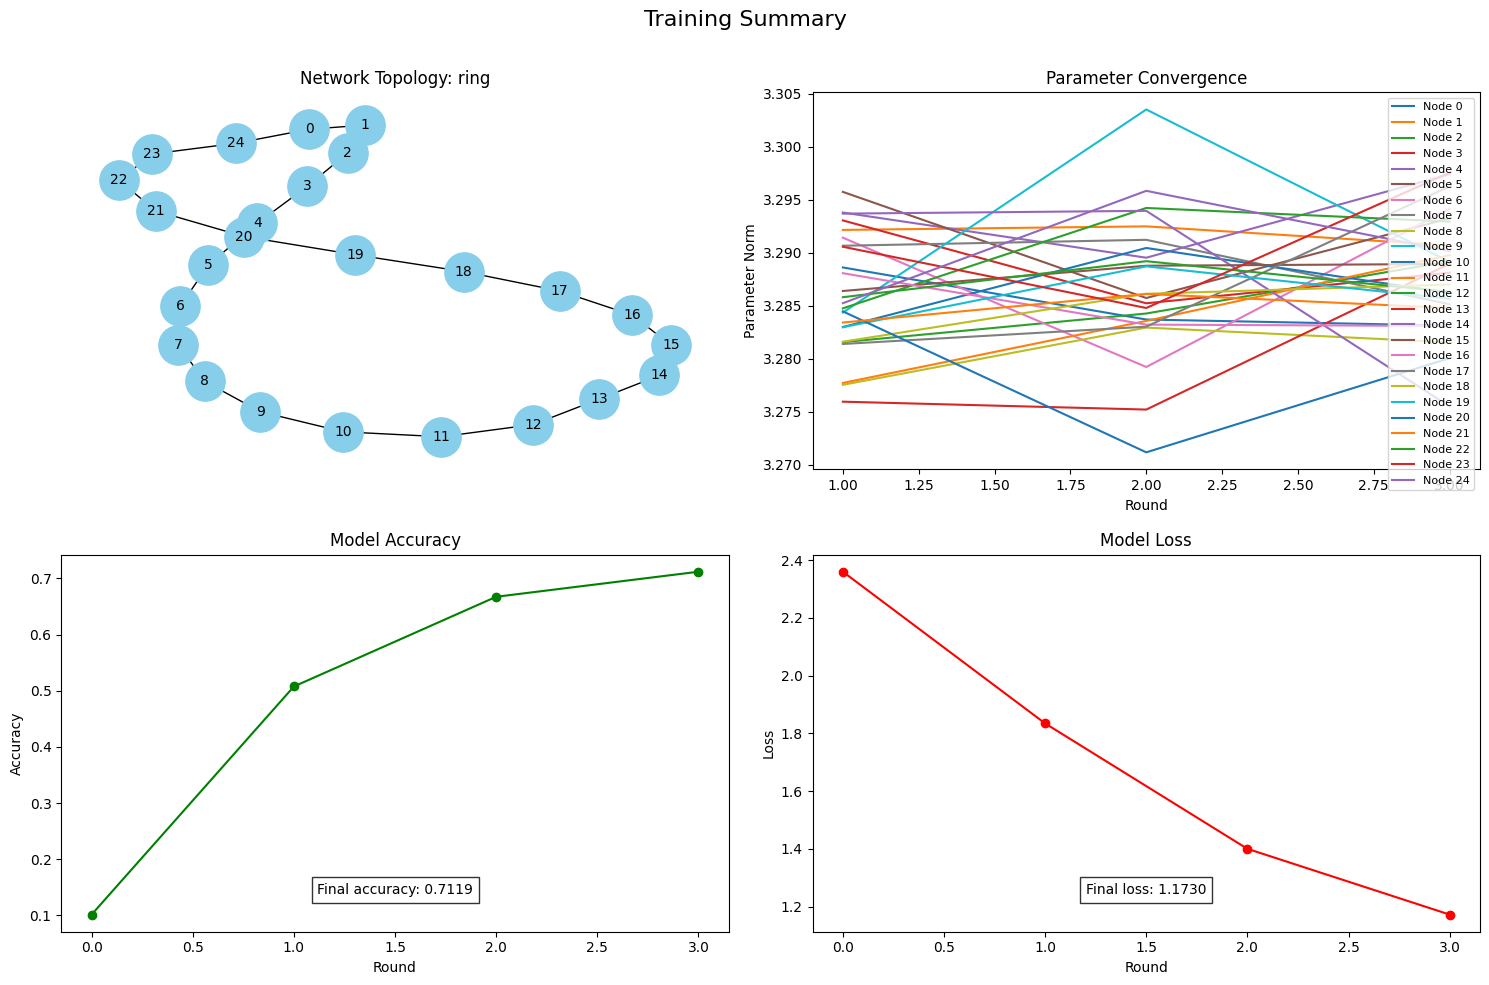 Training Summary
Network Topology: ring
0
1
24
23
2
22
3
21
4
20
19
5
18
17
6
16
7
15
8
14
13
9
12
10
11
Parameter Convergence
3.305
3.300
3.295
3.290
3.285
3.280
3.275
3.270
Parameter Norm
1.00 1.25 1.50 1.75 2.00 2.25 2.50 2.75 3.00
Round
Node 0
Node 1
Node 2
Node 3
Node 4
Node 5
Node 6
Node 7
Node 8
Node 9
Node 10
Node 11
Node 12
Node 13
Node 14
Node 15
Node 16
Node 17
Node 18
Node 19
Node 20
Node 21
Node 22
Node 23
Node 24
Model Accuracy
0.7
0.6
0.5
0.4
0.3
0.2
0.1
Accuracy
Final accuracy: 0.7119
0.0 0.5 1.0 1.5 2.0 2.5 3.0
Round
Model Loss
2.4
2.2
2.0
1.8
1.6
1.4
1.2
Loss
Final loss: 1.1730
0.0 0.5 1.0 1.5 2.0 2.5 3.0
Round